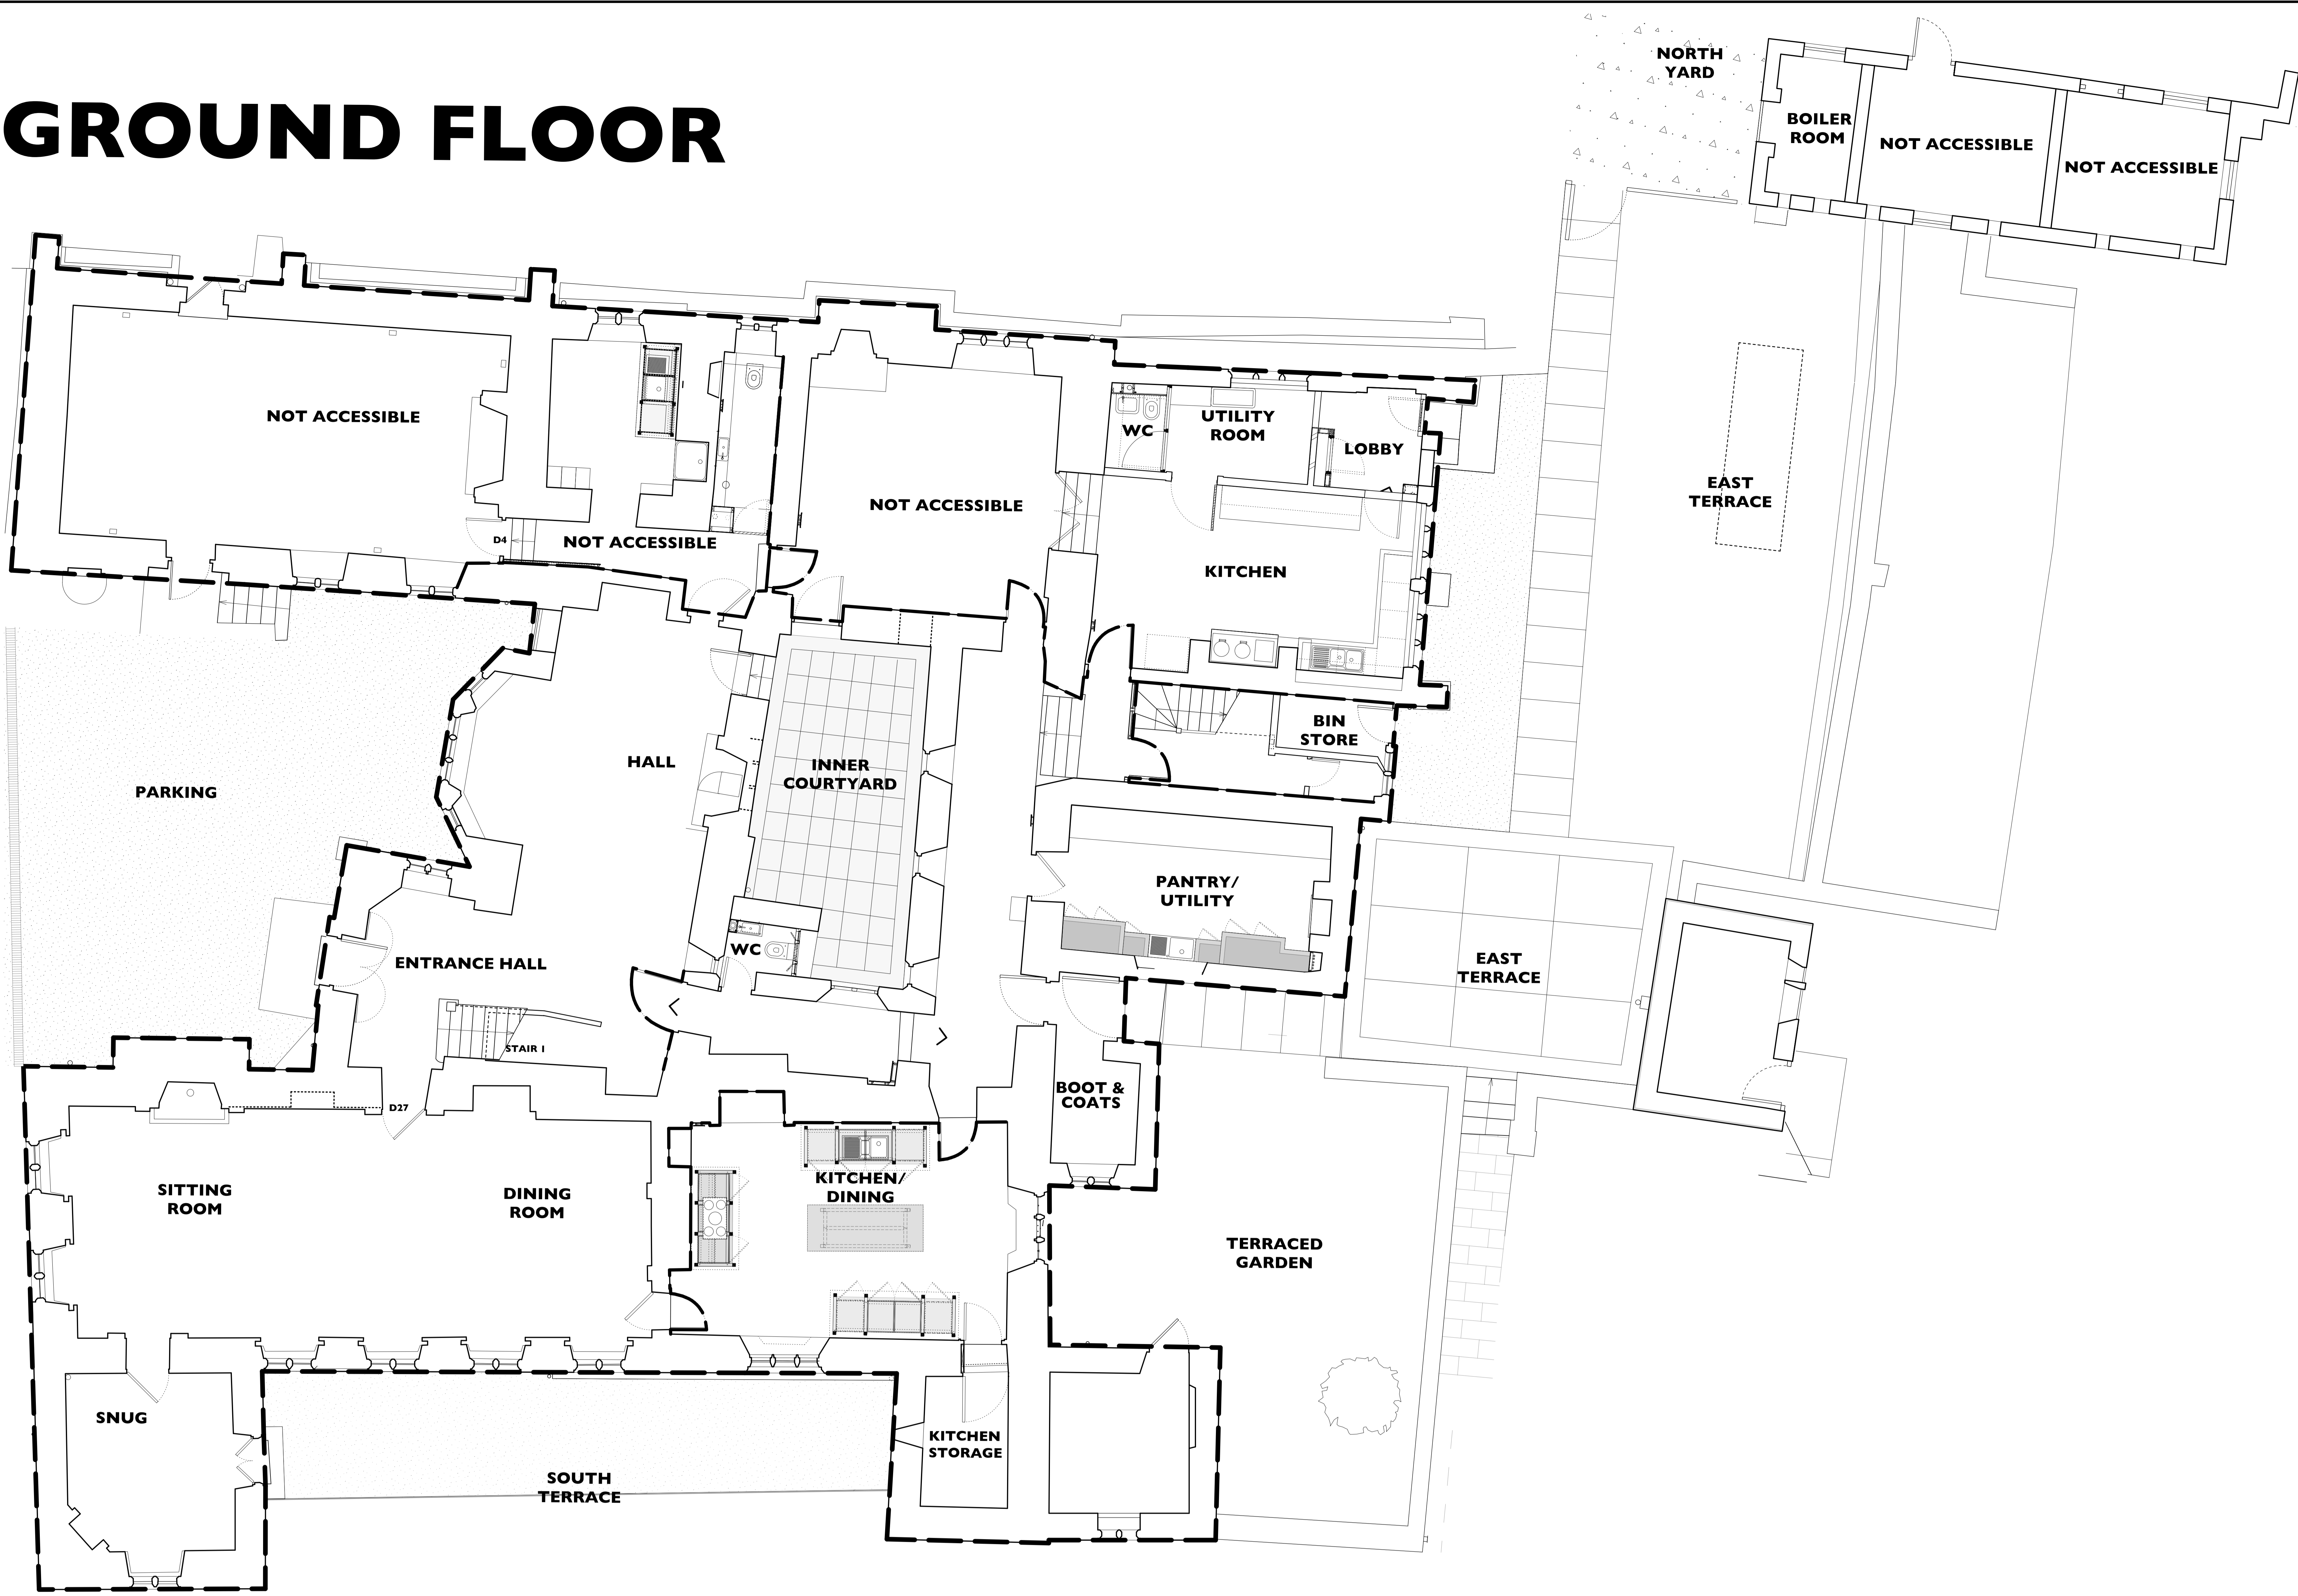 GROUND FLOOR
NORTH
YARD
BOILER
ROOM
NOT ACCESSIBLE
NOT ACCESSIBLE
NOT ACCESSIBLE
D4
NOT ACCESSIBLE
NOT ACCESSIBLE
WC
UTILITY
ROOM
LOBBY
KITCHEN
EAST
TERRACE
PARKING
HALL
INNER
COURTYARD
BIN
STORE
PANTRY/
UTILITY
WC
ENTRANCE HALL
EAST
TERRACE
STAIR 1
D27
BOOT &
COATS
SITTING
ROOM
DINING
ROOM
KITCHEN/
DINING
TERRACED
GARDEN
SNUG
SOUTH
TERRACE
KITCHEN
STORAGE